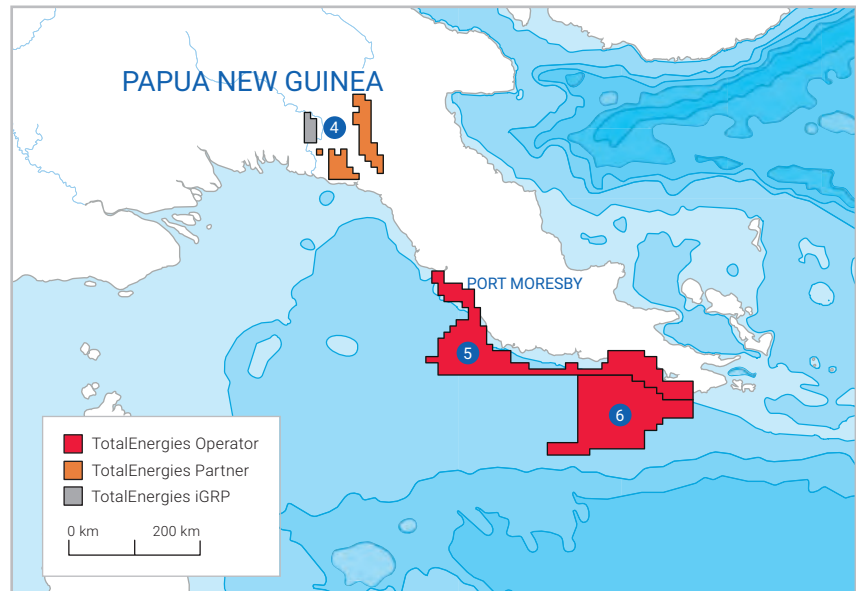 PAPUA NEW GUINEA
4
PORT MORESBY
5
6
TotalEnergies Operator
TotalEnergies Partner
TotalEnergies iGRP
0 km 200 km